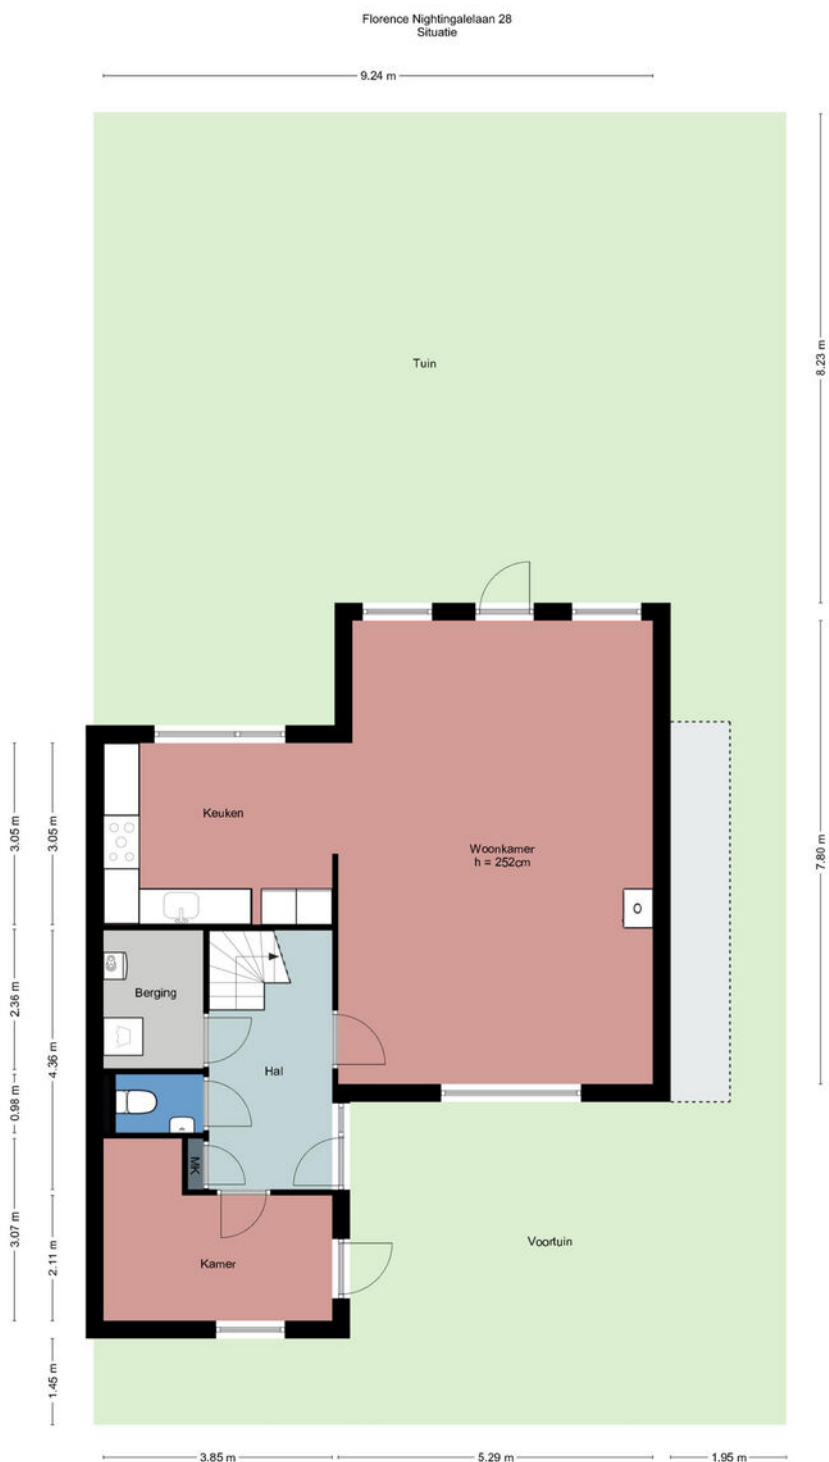 Florence Nightingalelaan 28
Situatie
9.24 m
Tuin
8.23 m
Keuken
Woonkamer
h = 252cm
3.05 m
3.05 m
7.80 m
Berging
2.36 m
Hal
4.36 m
0.98 m
MK
3.07 m
Kamer
2.11 m
Voortuin
1.45 m
3.85 m
5.29 m
1.95 m